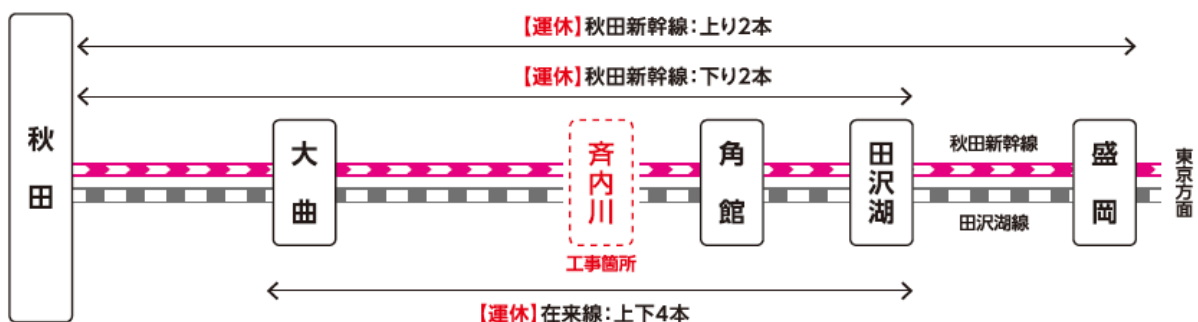 【運休】秋田新幹線：上り2本
【運休】秋田新幹線：下り2本
秋田
大曲
斉内川
工事箇所
角館
田沢湖
秋田新幹線
田沢湖線
盛岡
東京方面
【運休】在来線：上下4本